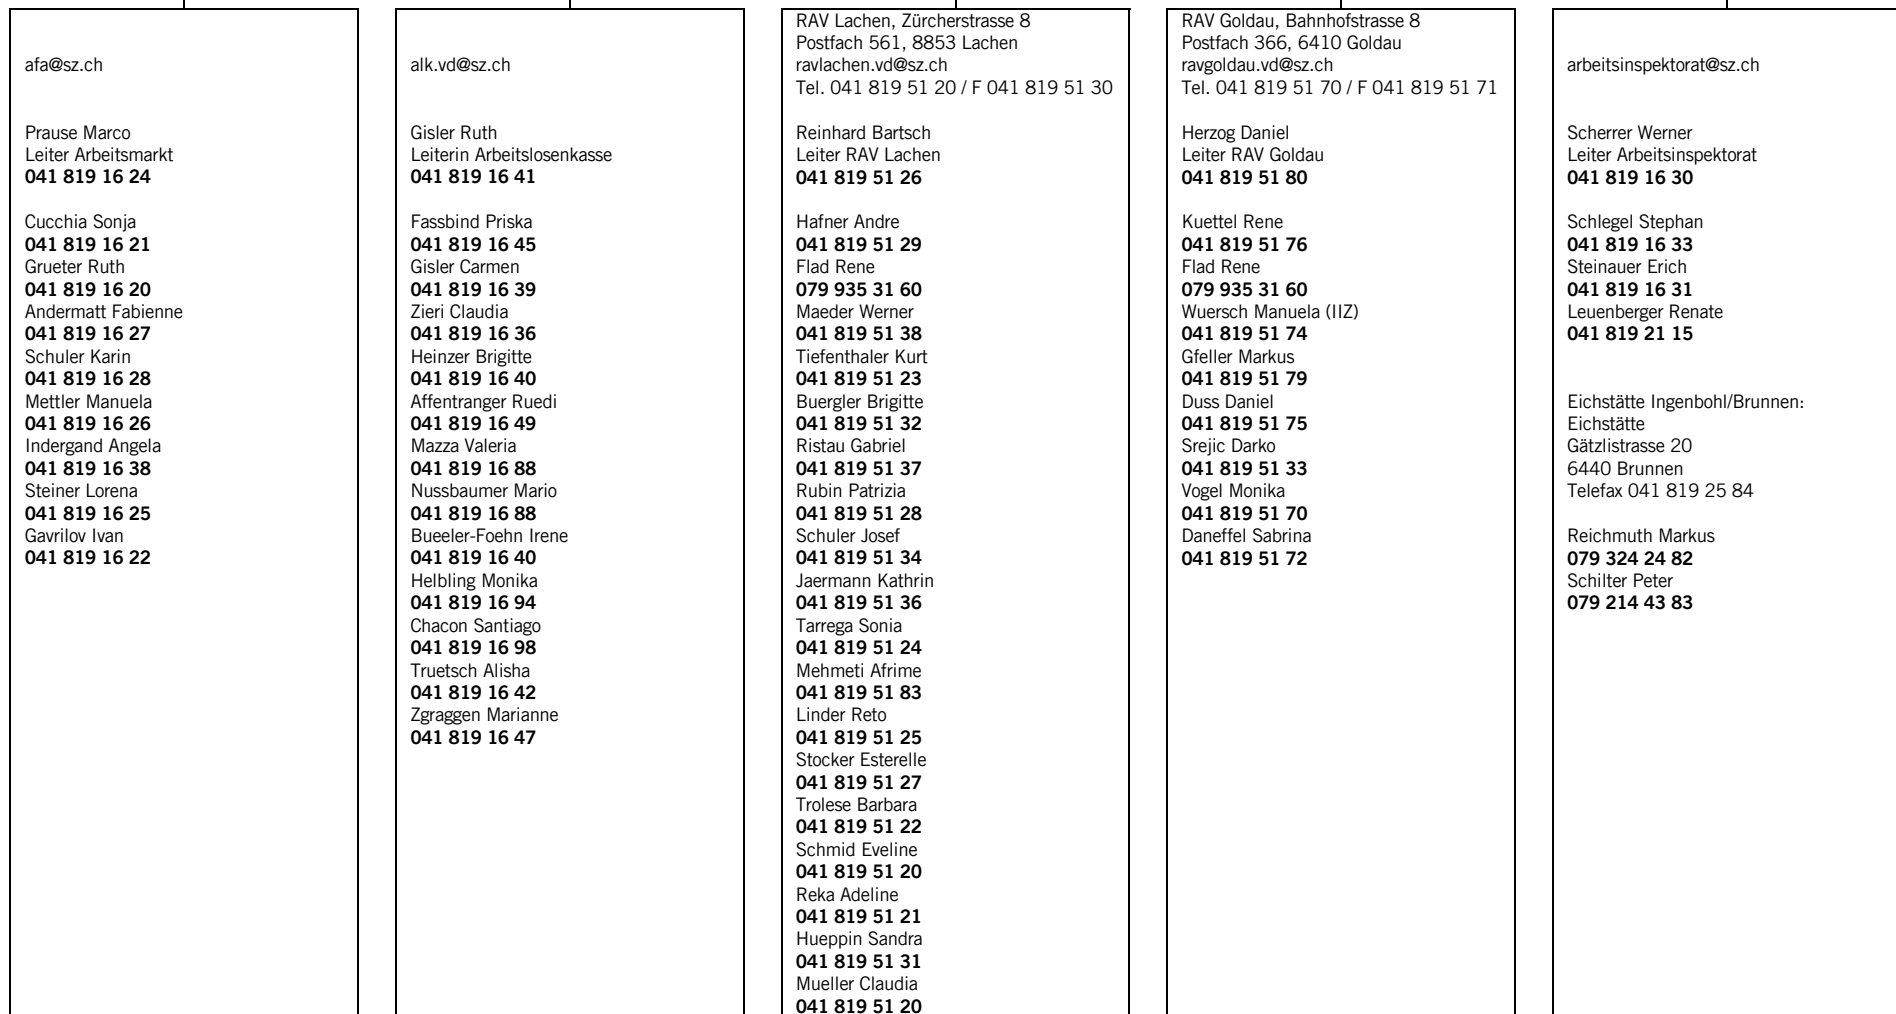 afa@sz.ch
Prause Marco
Leiter Arbeitsmarkt
041 819 16 24
Cucchia Sonja
041 819 16 21
Grueter Ruth
041 819 16 20
Andermatt Fabienne
041 819 16 27
Schuler Karin
041 819 16 28
Mettler Manuela
041 819 16 26
Indergand Angela
041 819 16 38
Steiner Lorena
041 819 16 25
Gavrilov Ivan
041 819 16 22
alk.vd@sz.ch
Gisler Ruth
Leiterin Arbeitslosenkasse
041 819 16 41
Fassbind Priska
041 819 16 45
Gisler Carmen
041 819 16 39
Zieri Claudia
041 819 16 36
Heinzer Brigitte
041 819 16 40
Affentranger Ruedi
041 819 16 49
Mazza Valeria
041 819 16 88
Nussbaumer Mario
041 819 16 88
Bueeler-Foehn Irene
041 819 16 40
Helbling Monika
041 819 16 94
Chacon Santiago
041 819 16 98
Truetsch Alisha
041 819 16 42
Zgraggen Marianne
041 819 16 47
RAV Lachen, Zürcherstrasse 8
Postfach 561, 8853 Lachen
ravlachen.vd@sz.ch
Tel. 041 819 51 20 / F 041 819 51 30
Reinhard Bartsch
Leiter RAV Lachen
041 819 51 26
Hafner Andre
041 819 51 29
Flad Rene
079 935 31 60
Maeder Werner
041 819 51 38
Tiefenthaler Kurt
041 819 51 23
Buergler Brigitte
041 819 51 32
Ristau Gabriel
041 819 51 37
Rubin Patrizia
041 819 51 28
Schuler Josef
041 819 51 34
Jaermann Kathrin
041 819 51 36
Tarrega Sonia
041 819 51 24
Mehmeti Afrime
041 819 51 83
Linder Reto
041 819 51 25
Stocker Esterelle
041 819 51 27
Trolese Barbara
041 819 51 22
Schmid Eveline
041 819 51 20
Reka Adeline
041 819 51 21
Hueppin Sandra
041 819 51 31
Mueller Claudia
041 819 51 20
RAV Goldau, Bahnhofstrasse 8
Postfach 366, 6410 Goldau
ravgoldau.vd@sz.ch
Tel. 041 819 51 70 / F 041 819 51 71
Herzog Daniel
Leiter RAV Goldau
041 819 51 80
Kuettel Rene
041 819 51 76
Flad Rene
079 935 31 60
Wuersch Manuela (IIZ)
041 819 51 74
Gfeller Markus
041 819 51 79
Duss Daniel
041 819 51 75
Srejic Darko
041 819 51 33
Vogel Monika
041 819 51 70
Daneffel Sabrina
041 819 51 72
arbeitsinspektorat@sz.ch
Scherrer Werner
Leiter Arbeitsinspektorat
041 819 16 30
Schlegel Stephan
041 819 16 33
Steinauer Erich
041 819 16 31
Leuenberger Renate
041 819 21 15
Eichstätte Ingenbohl/Brunnen:
Eichstätte
Gätzlistrasse 20
6440 Brunnen
Telefax 041 819 25 84
Reichmuth Markus
079 324 24 82
Schilter Peter
079 214 43 83